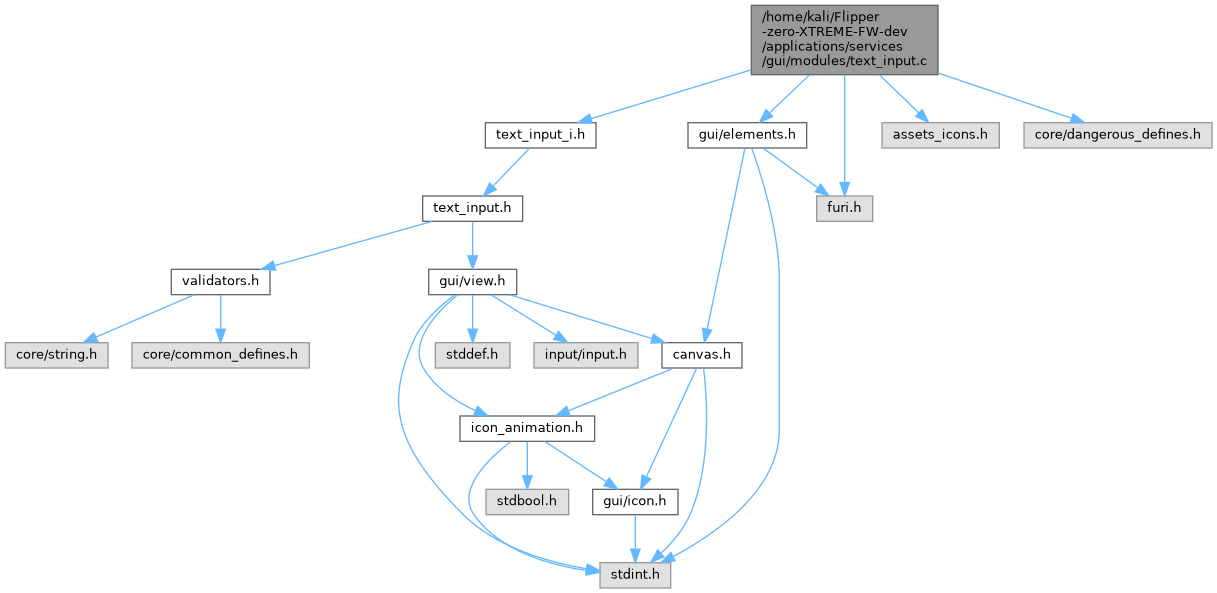 /home/kali/Flipper
-zero-XTREME-FW-dev
/applications/services
/gui/modules/text_input.c
text_input_i.h
gui/elements.h
assets_icons.h
core/dangerous_defines.h
text_input.h
furi.h
validators.h
gui/view.h
core/string.h
core/common_defines.h
stddef.h
input/input.h
canvas.h
icon_animation.h
stdbool.h
gui/icon.h
stdint.h